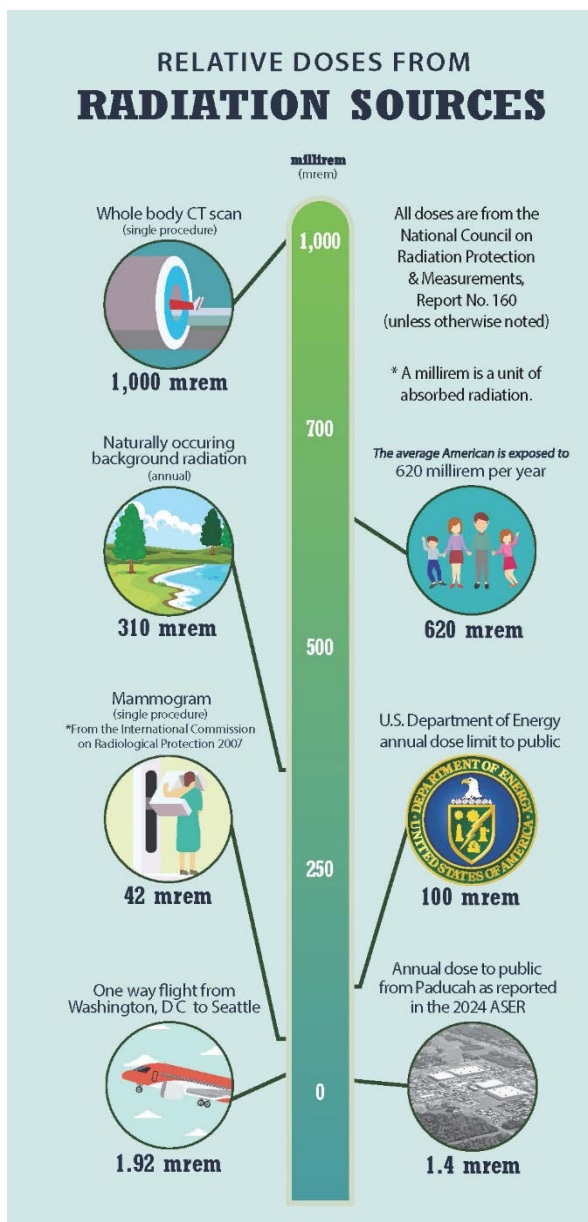 RELATIVE DOSES FROM
RADIATION SOURCES
millirem
(mrem)
Whole body CT scan
(single procedure)
1,000 mrem
1,000
All doses are from the
National Council on
Radiation Protection
& Measurements,
Report No. 160
(unless otherwise noted)
* A millirem is a unit of
absorbed radiation.
700
Naturally occuring
background radiation
(annual)
310 mrem
The average American is exposed to
620 millirem per year
620 mrem
500
Mammogram
(single procedure)
*From the International Commission
on Radiological Protection 2007
42 mrem
U.S. Department of Energy
annual dose limit to public
DEPARTMENT OF ENERGY
UNITED STATES OF AMERICA
100 mrem
250
One way flight from
Washington, D C to Seattle
1.92 mrem
Annual dose to public
from Paducah as reported
in the 2024 ASER
1.4 mrem
0